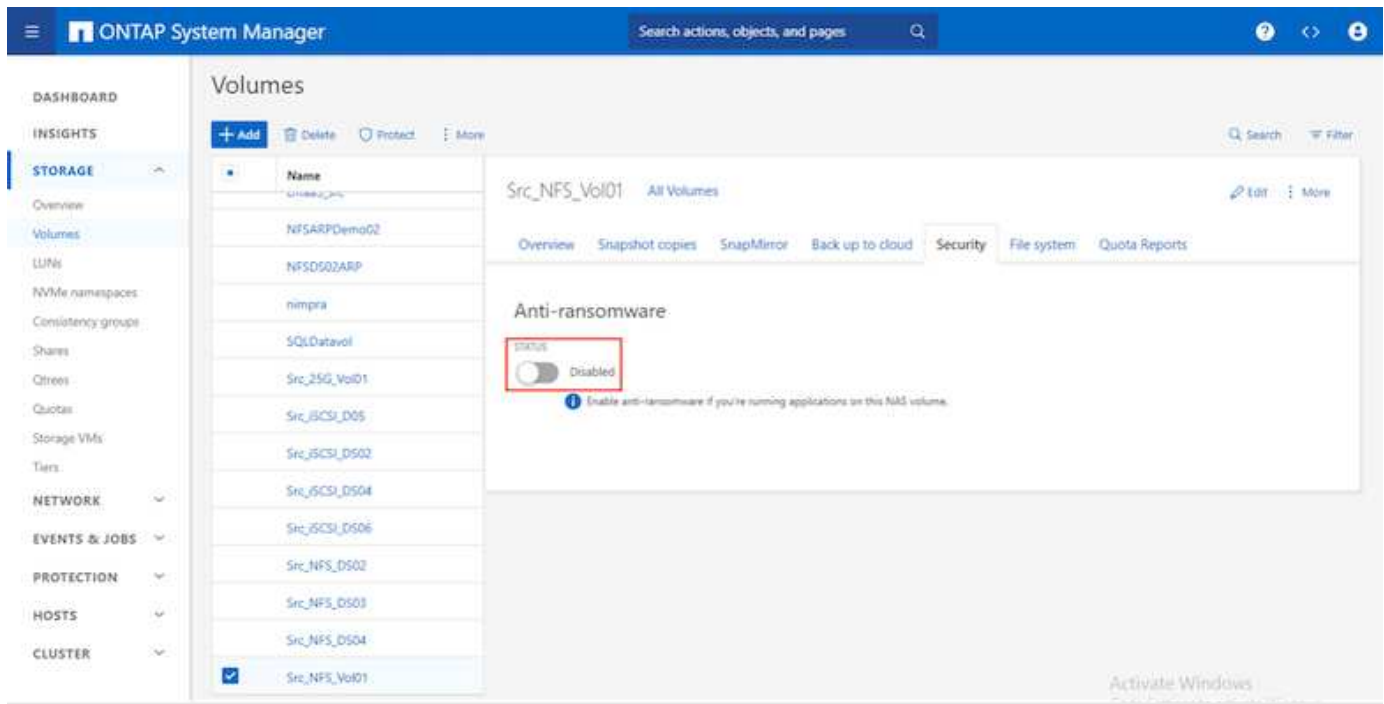 ONTAP System Manager
Search actions, objects, and pages
DASHBOARD
INSIGHTS
STORAGE
Overview
Volumes
LUNs
NVMe namespaces
Consistency groups
Shares
Qtrees
Quotas
Storage VMs
Tiers
NETWORK
EVENTS & JOBS
PROTECTION
HOSTS
CLUSTER
Volumes
+ Add Delete Protect More
Search Filter
Name
NFSARPDemo02
NFSDS02ARP
nimpra
SQLDatavol
Src_25G_Vol01
Src_iSCSI_D05
Src_iSCSI_DS02
Src_iSCSI_DS04
Src_iSCSI_DS06
Src_NFS_DS02
Src_NFS_DS03
Src_NFS_DS04
Src_NFS_Vol01
Src_NFS_Vol01 All Volumes
Edit More
Overview Snapshot copies SnapMirror Back up to cloud Security File system Quota Reports
Anti-ransomware
STATUS
Disabled
Enable anti-ransomware if you're running applications on this NAS volume.
Activate Windows